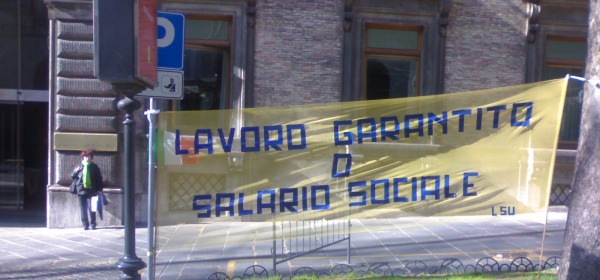 P
LAVORO GARANTITO
O
SALARIO SOCIALE
LSU